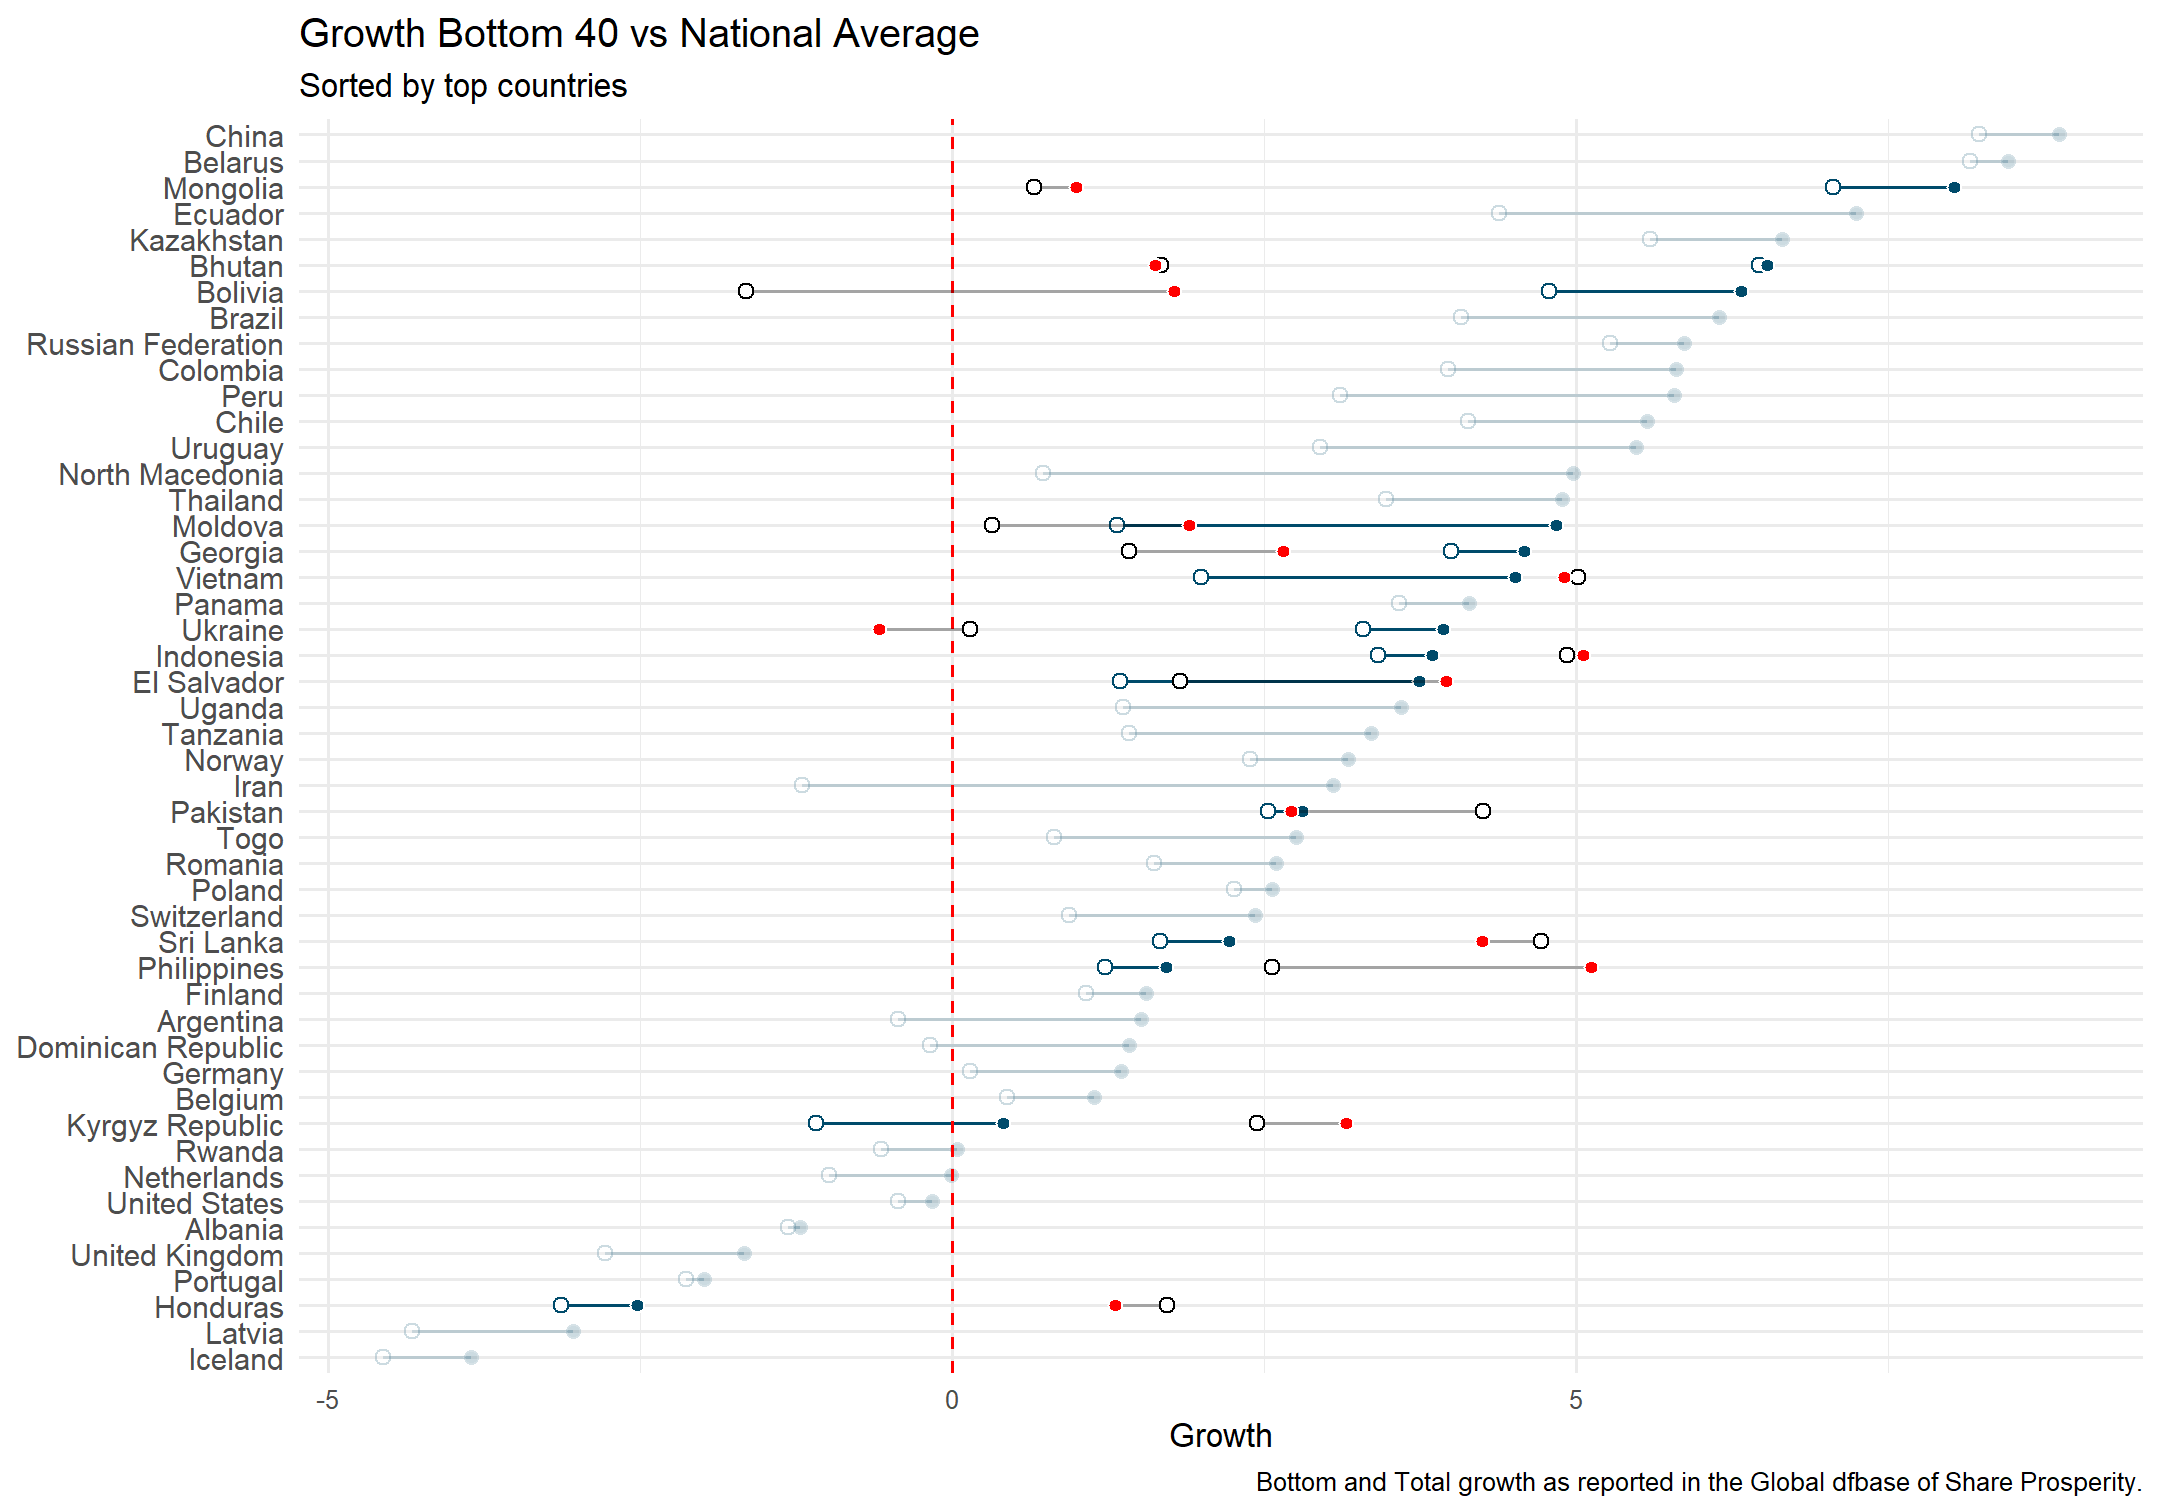 Growth Bottom 40 vs National Average
Sorted by top countries
China
Belarus
Mongolia
Ecuador
Kazakhstan
Bhutan
Bolivia
Brazil
Russian Federation
Colombia
Peru
Chile
Uruguay
North Macedonia
Thailand
Moldova
Georgia
Vietnam
Panama
Ukraine
Indonesia
El Salvador
Uganda
Tanzania
Norway
Iran
Pakistan
Togo
Romania
Poland
Switzerland
Sri Lanka
Philippines
Finland
Argentina
Dominican Republic
Germany
Belgium
Kyrgyz Republic
Rwanda
Netherlands
United States
Albania
United Kingdom
Portugal
Honduras
Latvia
Iceland
-5 0 5
Growth
Bottom and Total growth as reported in the Global dfbase of Share Prosperity.